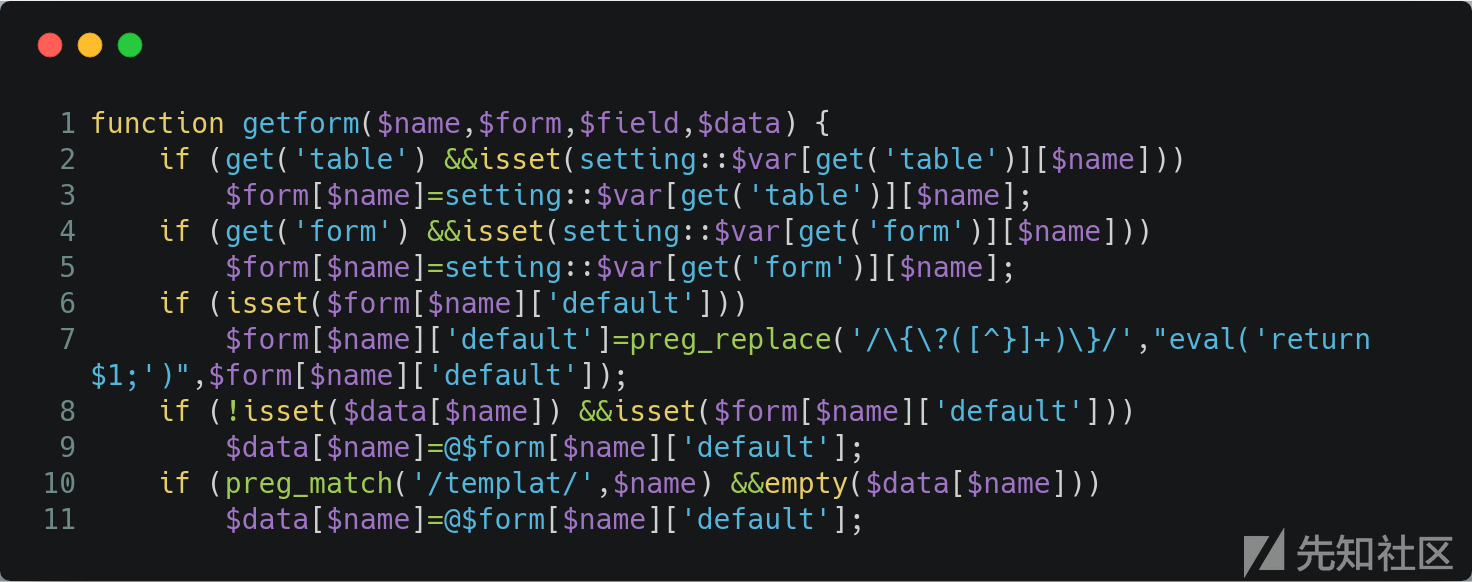 1 function getform($name,$form,$field,$data) {
2     if (get('table') &&isset(setting::$var[get('table')][$name]))
3         $form[$name]=setting::$var[get('table')][$name];
4     if (get('form') &&isset(setting::$var[get('form')][$name]))
5         $form[$name]=setting::$var[get('form')][$name];
6     if (isset($form[$name]['default']))
7         $form[$name]['default']=preg_replace('/\{\?([^}]+)\}/',"eval('return
$1;')",$form[$name]['default']);
8     if (!isset($data[$name]) &&isset($form[$name]['default']))
9         $data[$name]=@$form[$name]['default'];
10     if (preg_match('/templat/',$name) &&empty($data[$name]))
11         $data[$name]=@$form[$name]['default'];
先知社区